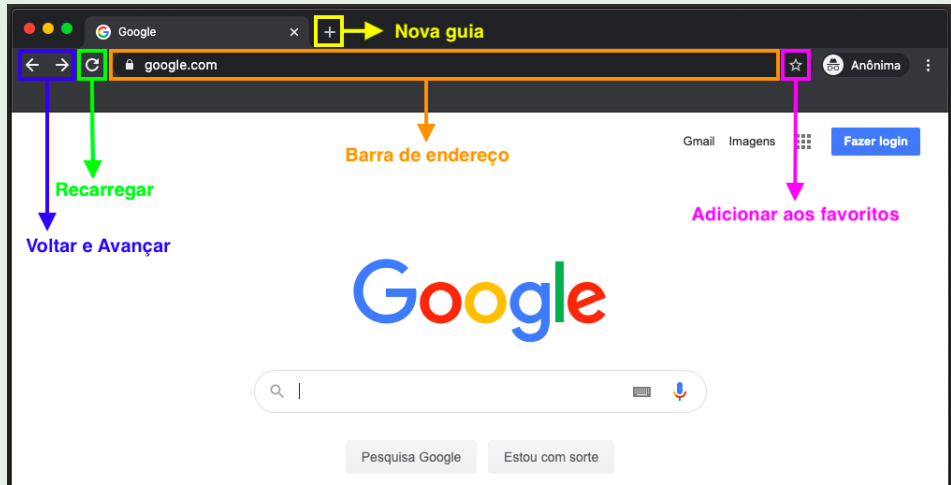 Google
Nova guia
google.com
Anônima
Gmail Imagens
Fazer login
Barra de endereço
Recarregar
Adicionar aos favoritos
Voltar e Avançar
Google
Pesquisa Google
Estou com sorte